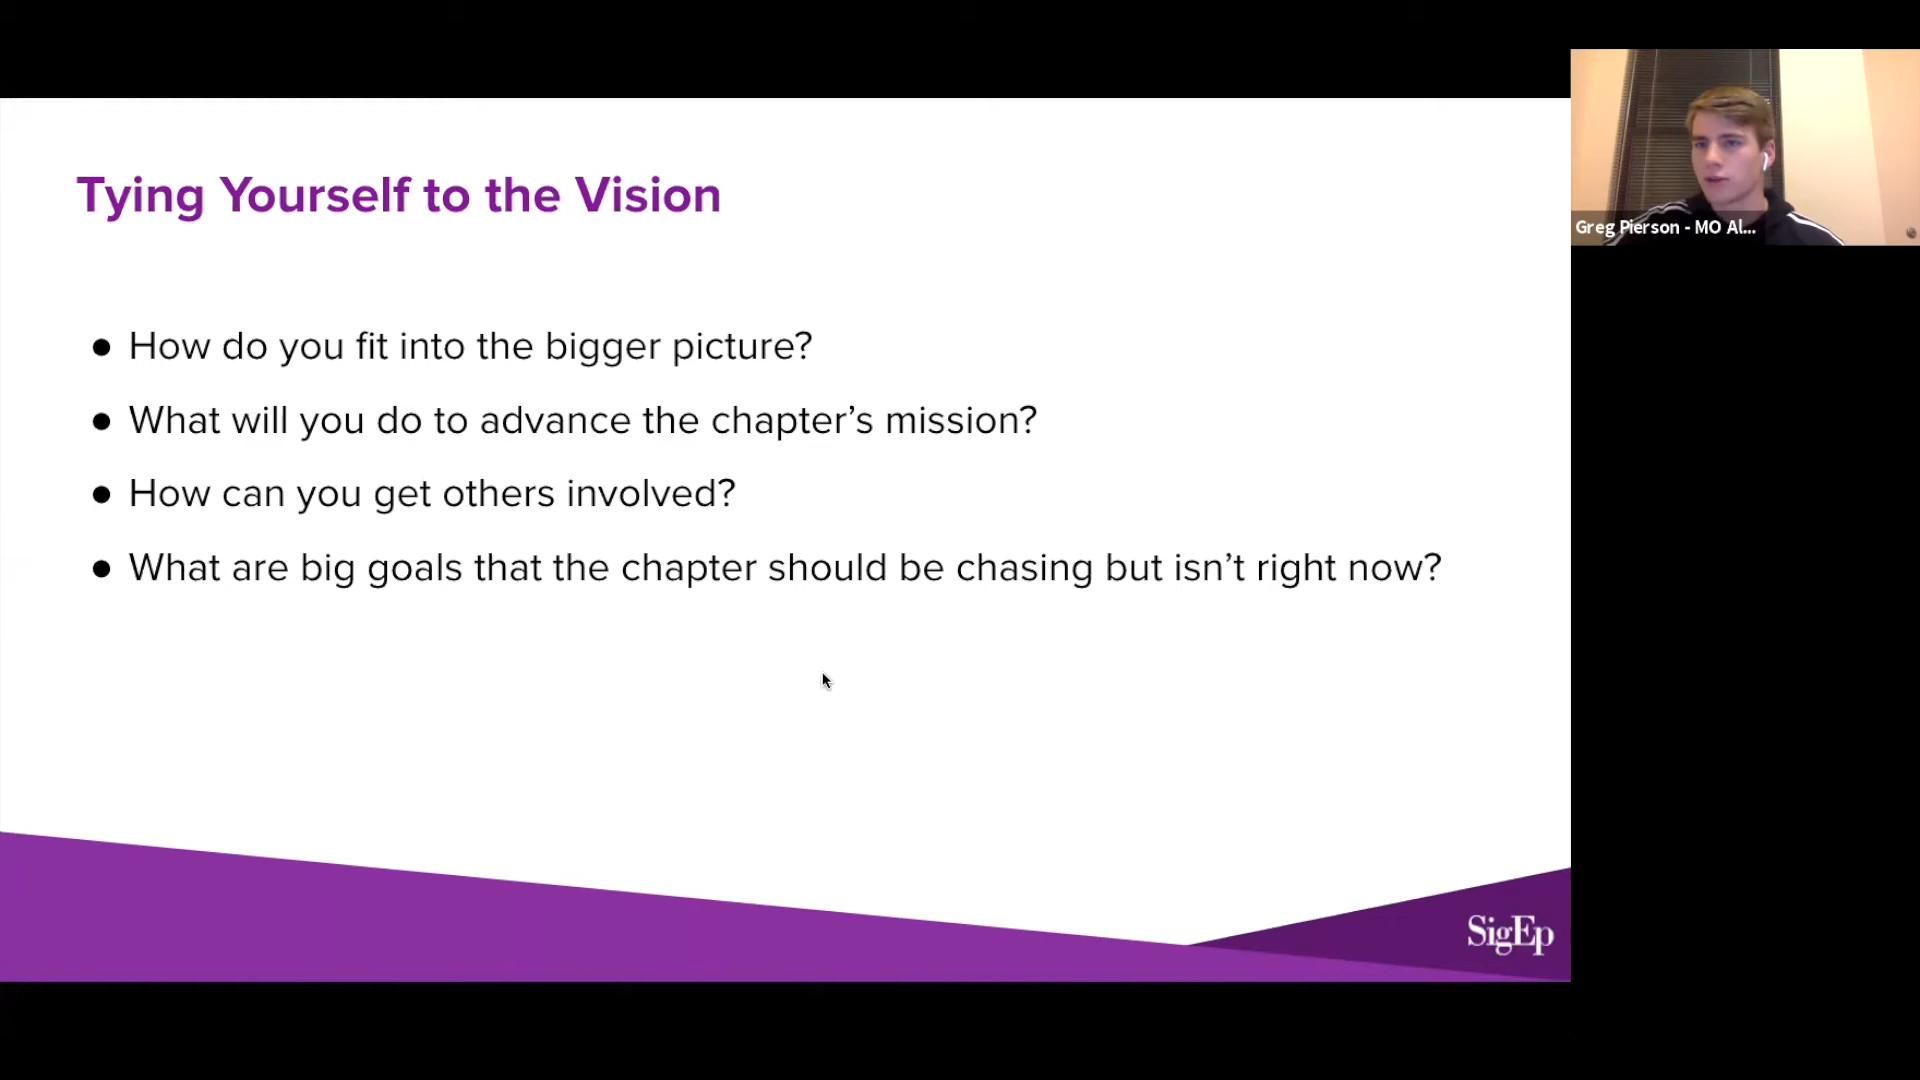 Tying Yourself to the Vision
● How do you fit into the bigger picture?
● What will you do to advance the chapter’s mission?
● How can you get others involved?
● What are big goals that the chapter should be chasing but isn’t right now?
SigEp
Greg Pierson - MO Al...